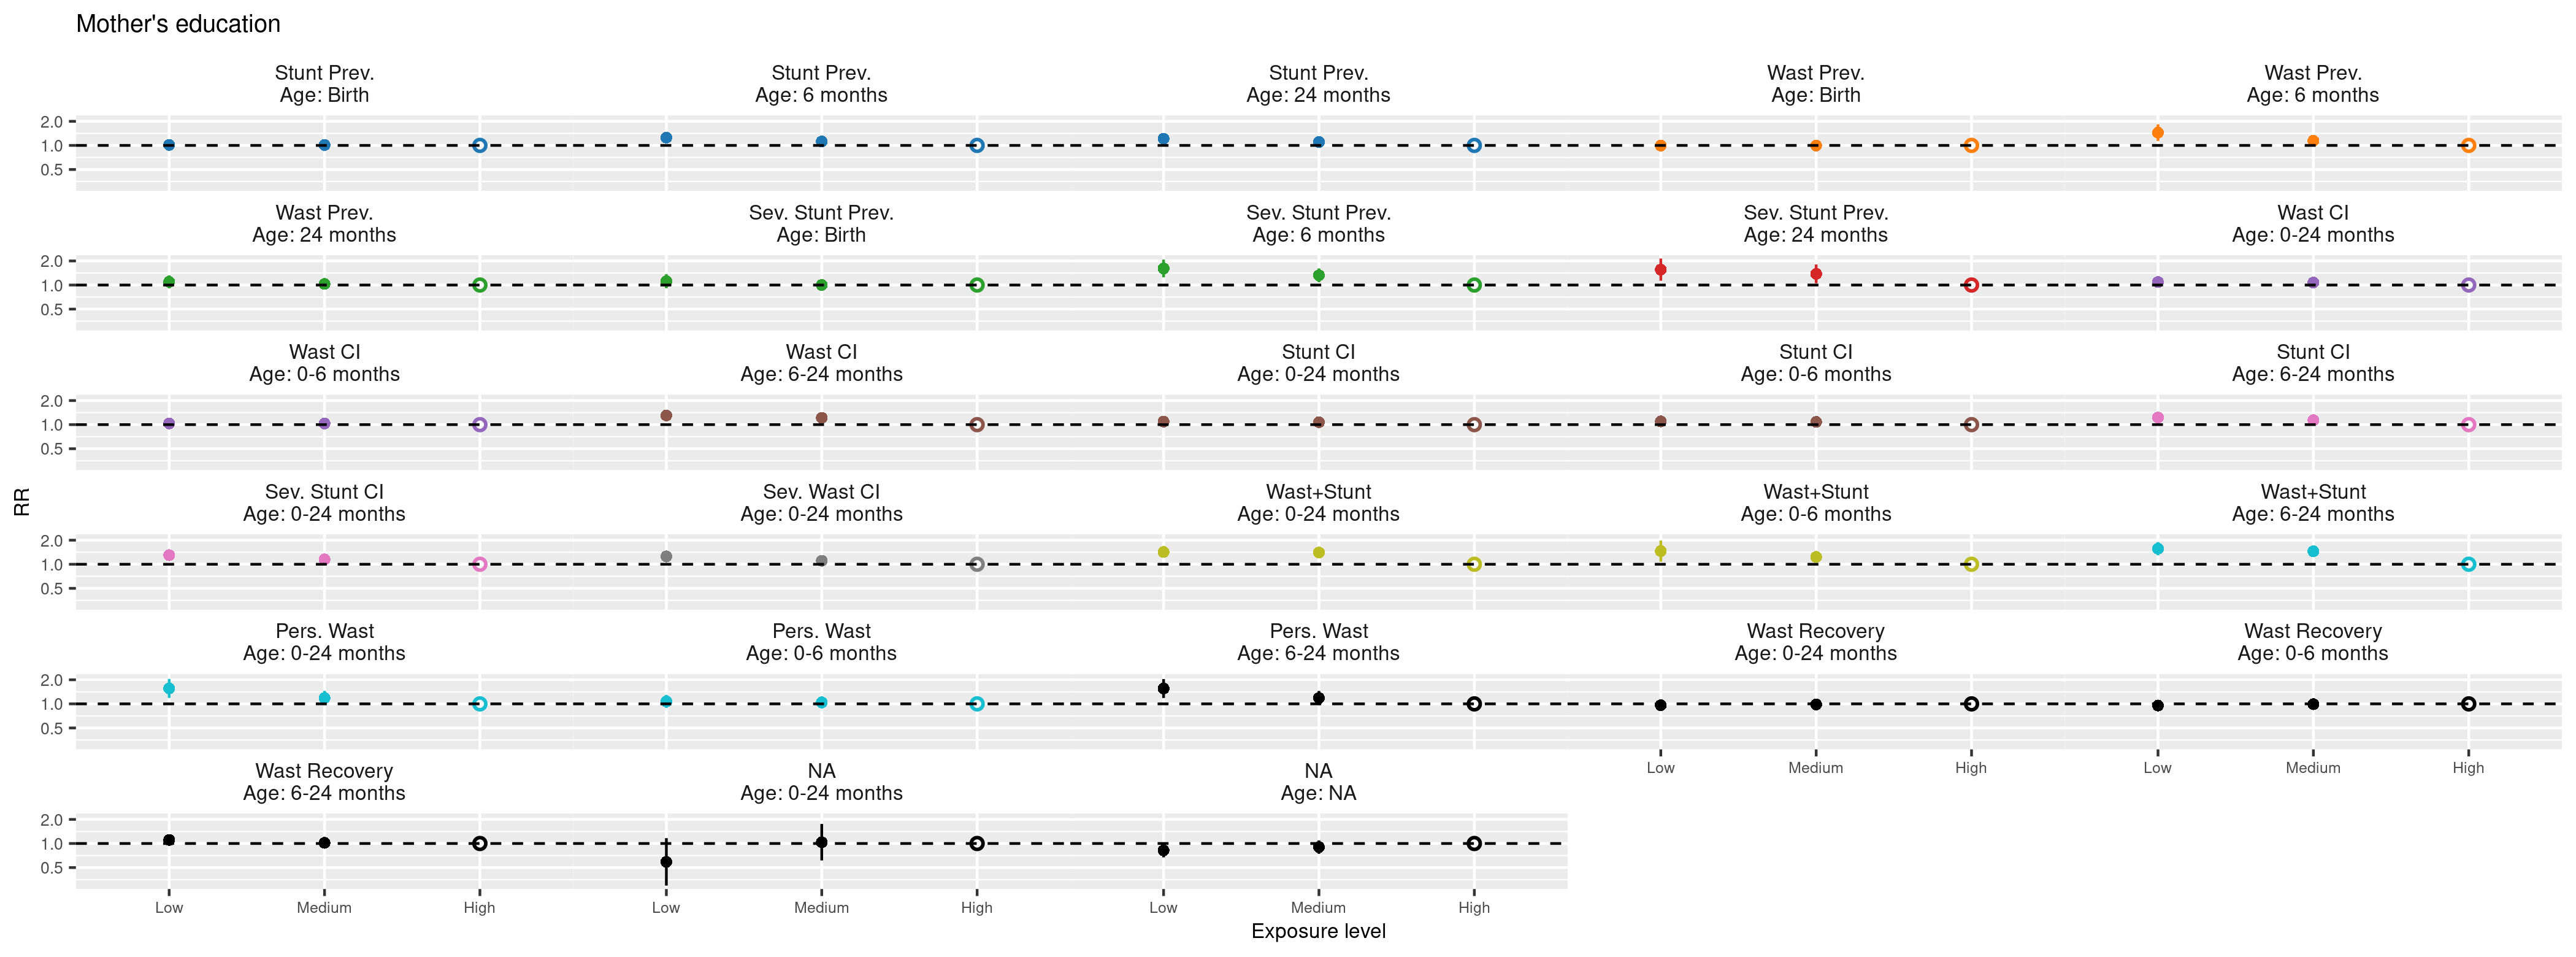 Mother's education
Stunt Prev.
Age: Birth
Stunt Prev.
Age: 6 months
Stunt Prev.
Age: 24 months
Wast Prev.
Age: Birth
Wast Prev.
Age: 6 months
2.0
1.0
0.5
Wast Prev.
Age: 24 months
Sev. Stunt Prev.
Age: Birth
Sev. Stunt Prev.
Age: 6 months
Sev. Stunt Prev.
Age: 24 months
Wast CI
Age: 0-24 months
2.0
1.0
0.5
Wast CI
Age: 0-6 months
Wast CI
Age: 6-24 months
Stunt CI
Age: 0-24 months
Stunt CI
Age: 0-6 months
Stunt CI
Age: 6-24 months
2.0
1.0
0.5
RR
Sev. Stunt CI
Age: 0-24 months
Sev. Wast CI
Age: 0-24 months
Wast+Stunt
Age: 0-24 months
Wast+Stunt
Age: 0-6 months
Wast+Stunt
Age: 6-24 months
2.0
1.0
0.5
Pers. Wast
Age: 0-24 months
Pers. Wast
Age: 0-6 months
Pers. Wast
Age: 6-24 months
Wast Recovery
Age: 0-24 months
Wast Recovery
Age: 0-6 months
2.0
1.0
0.5
Low
Medium
High
Low
Medium
High
Wast Recovery
Age: 6-24 months
NA
Age: 0-24 months
NA
Age: NA
2.0
1.0
0.5
Low
Medium
High
Low
Medium
High
Low
Medium
High
Exposure level